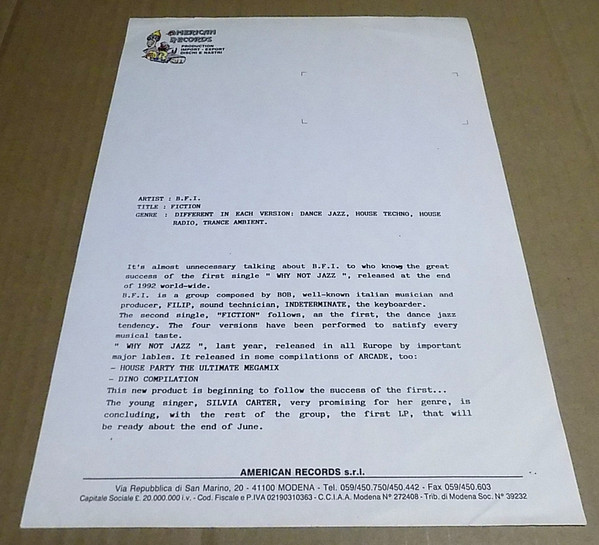 AMERICAN
RECORDS
PRODUCTION
IMPORT - EXPORT
DISCHI E NASTRI
ARTIST : B.F.I.
TITLE : FICTION
GENRE : DIFFERENT IN EACH VERSION: DANCE JAZZ, HOUSE TECHNO, HOUSE
RADIO, TRANCE AMBIENT.
It's almost unnecessary talking about B.F.I. to who know the great
success of the first single " WHY NOT JAZZ ", released at the end
of 1992 world-wide.
B.F.I. is a group composed by BOB, well-known italian musician and
producer, FILIP, sound technician, INDETERMINATE, the keyboarder.
The second single, "FICTION" follows, as the first, the dance jazz
tendency. The four versions have been performed to satisfy every
musical taste.
" WHY NOT JAZZ ", last year, released in all Europe by important
major lables. It released in some compilations of ARCADE, too:
- HOUSE PARTY THE ULTIMATE MEGAMIX
- DINO COMPILATION
This new product is beginning to follow the success of the first...
The young singer, SILVIA CARTER, very promising for her genre, is
concluding, with the rest of the group, the first LP, that will
be ready about the end of June.
AMERICAN RECORDS s.r.l.
Via Repubblica di San Marino, 20 - 41100 MODENA - Tel. 059/450.750/450.442 - Fax 059/450.603
Capitale Sociale £. 20.000.000 i.v. - Cod. Fiscale e P.IVA 02190310363 - C.C.I.A.A. Modena N° 272408 - Trib. di Modena Soc. N° 39232